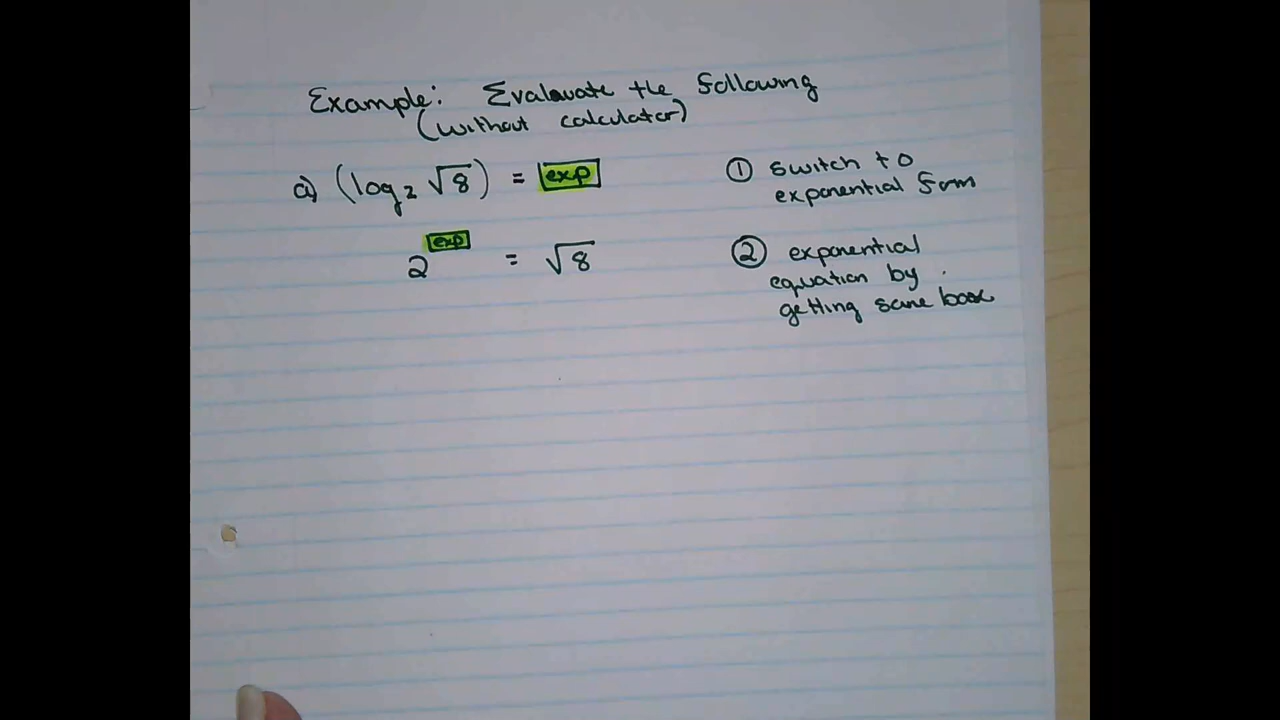 Example: Evaluate the following
(without calculator)
a) (log₂ √8) = exp
2^exp = √8
① switch to
exponential form
② exponential
equation by
getting same base